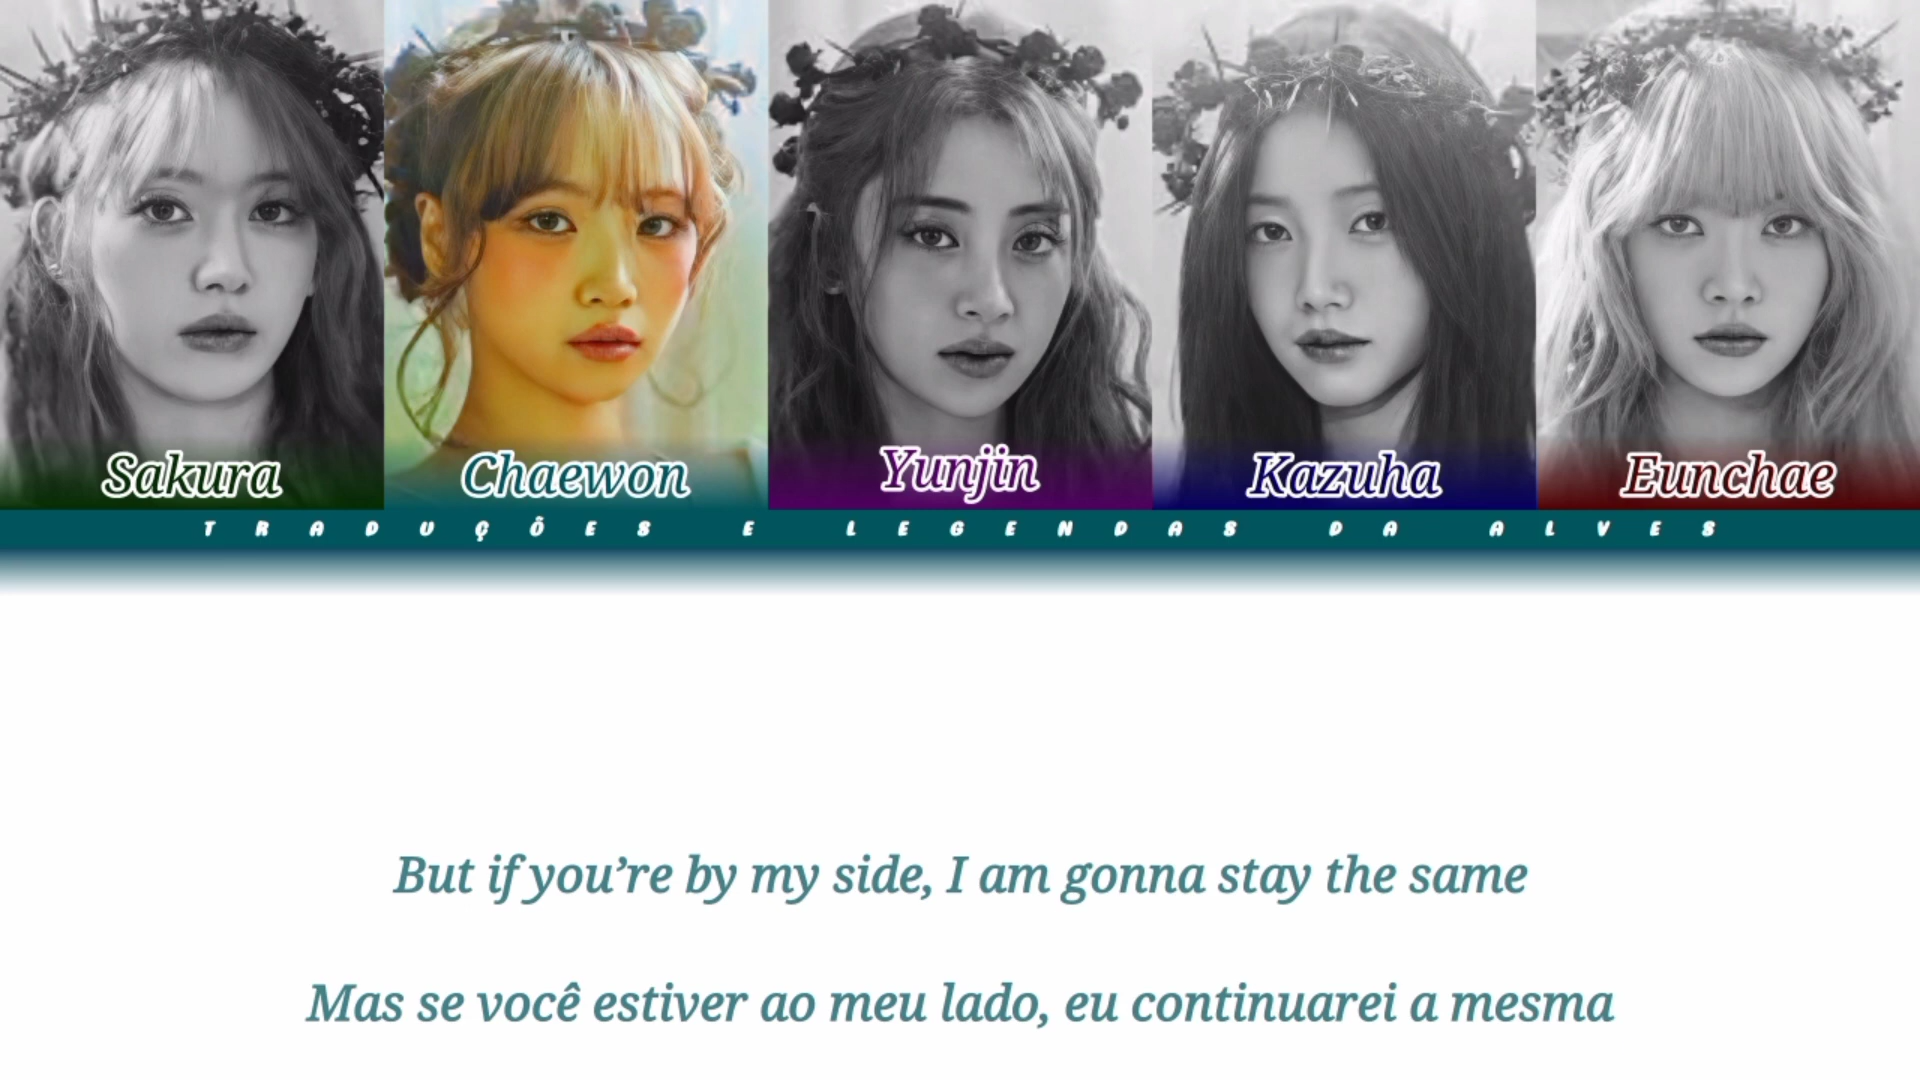 Sakura Chaewon Yunjin Kazuha Eunchae
TRADUÇÕES E LEGENDAS DA ALVES
But if you’re by my side, I am gonna stay the same
Mas se você estiver ao meu lado, eu continuarei a mesma